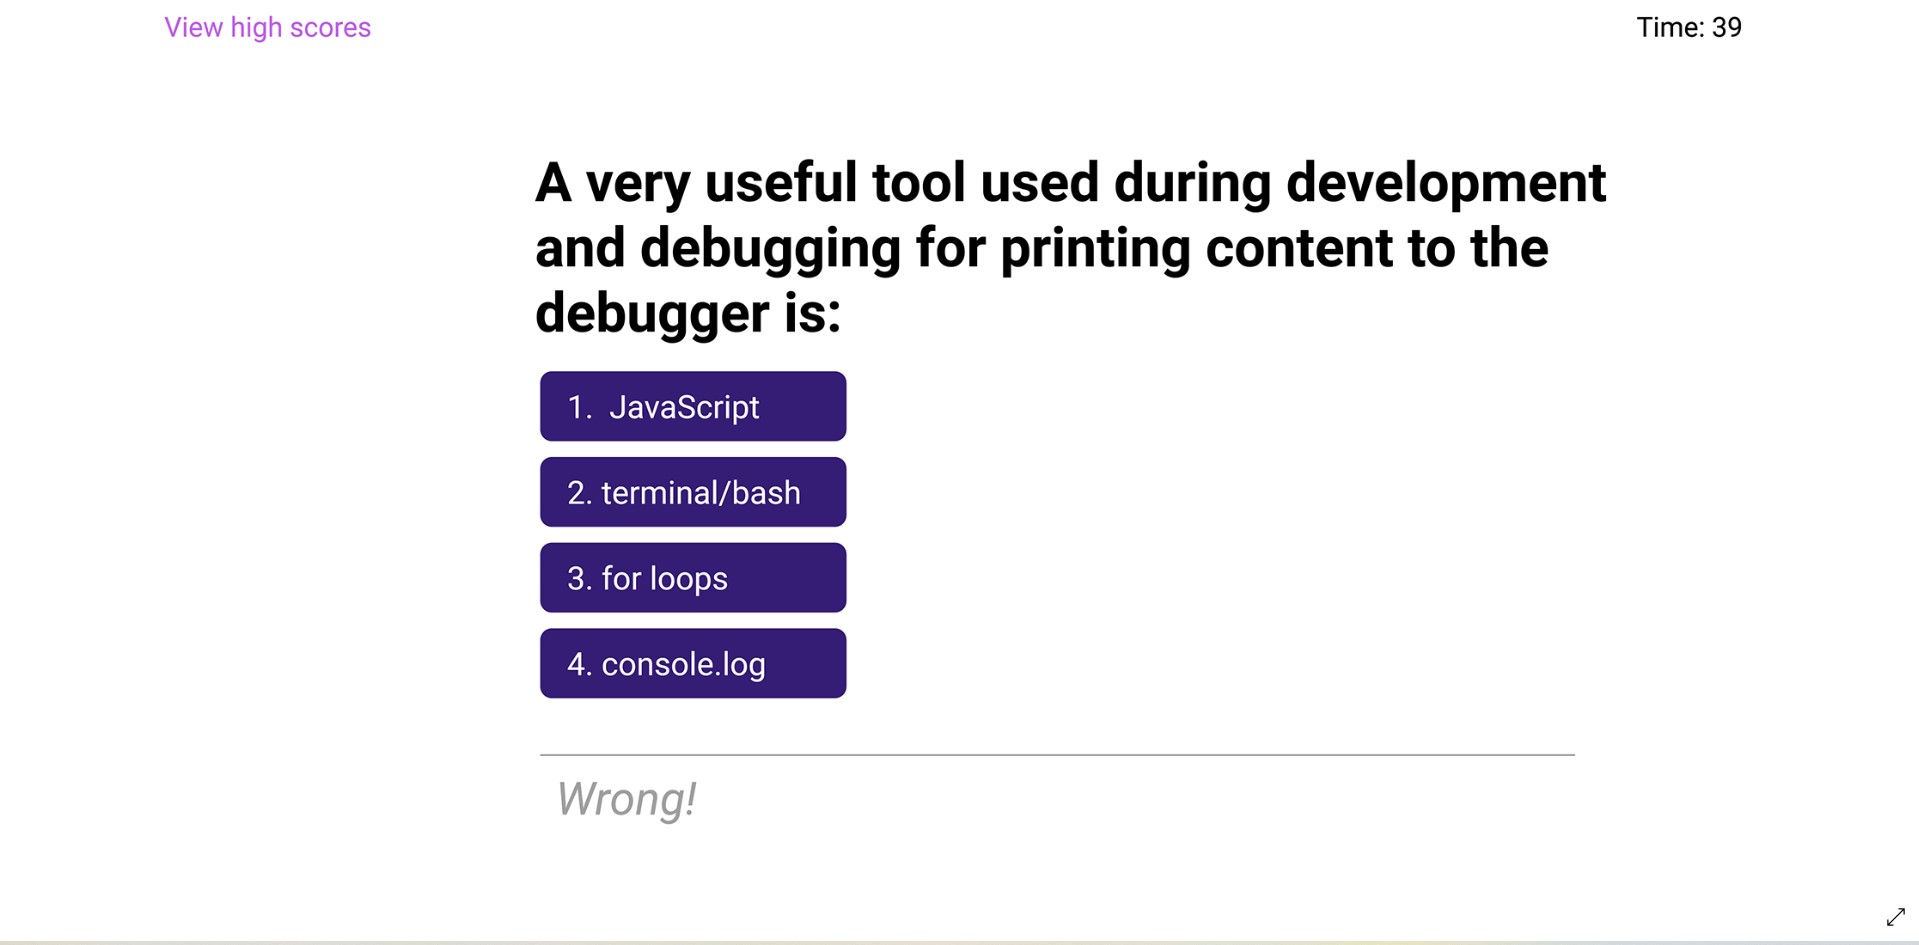 View high scores
Time: 39
A very useful tool used during development
and debugging for printing content to the
debugger is:
1. JavaScript
2. terminal/bash
3. for loops
4. console.log
Wrong!